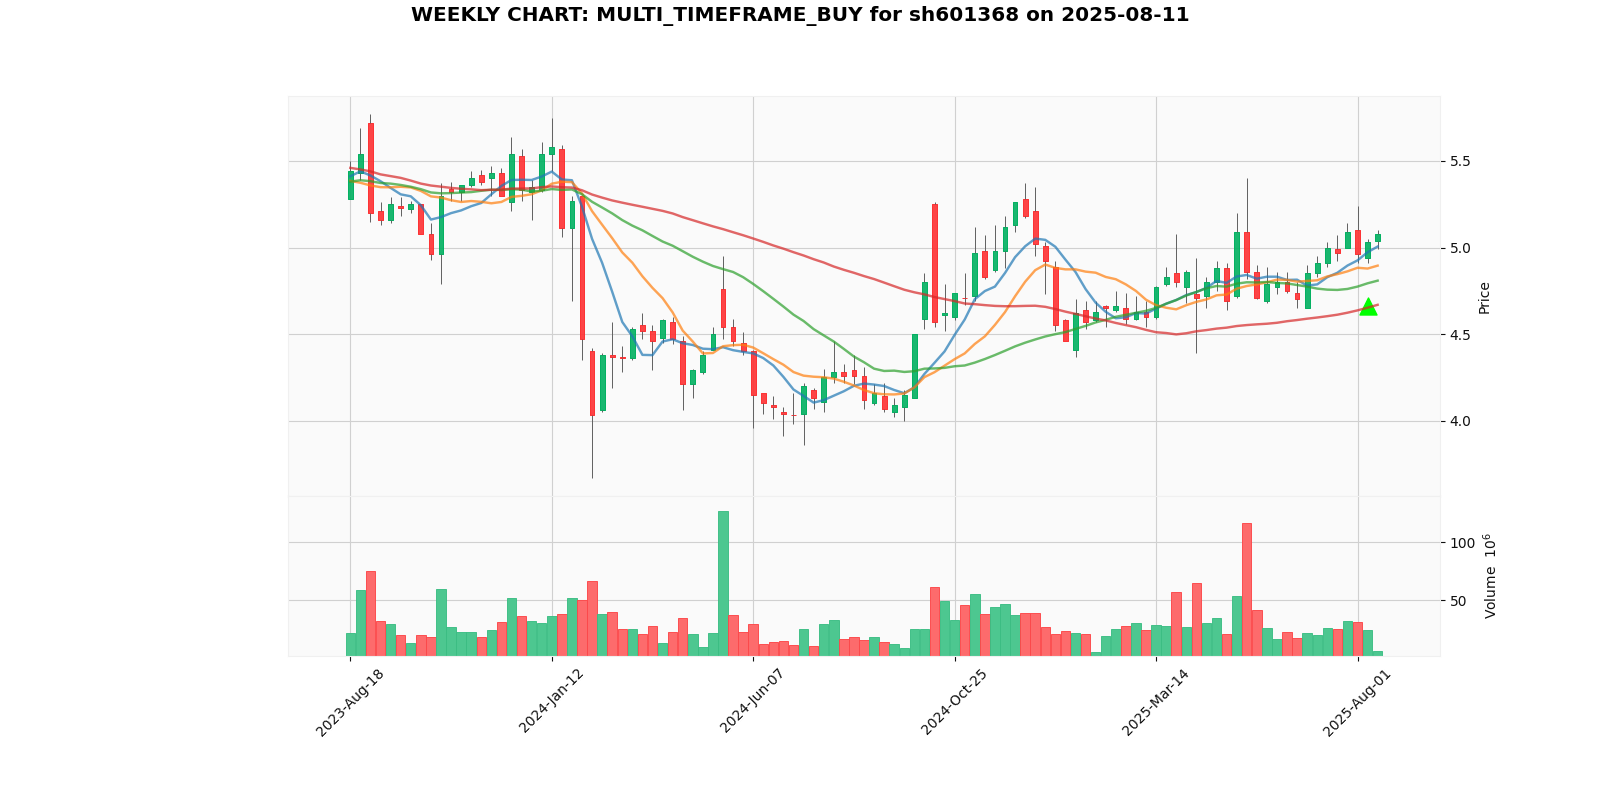 WEEKLY CHART: MULTI_TIMEFRAME_BUY for sh601368 on 2025-08-11
5.5
5.0
4.5
4.0
Price
100
50
Volume 10^6
2023-Aug-18
2024-Jan-12
2024-Jun-07
2024-Oct-25
2025-Mar-14
2025-Aug-01